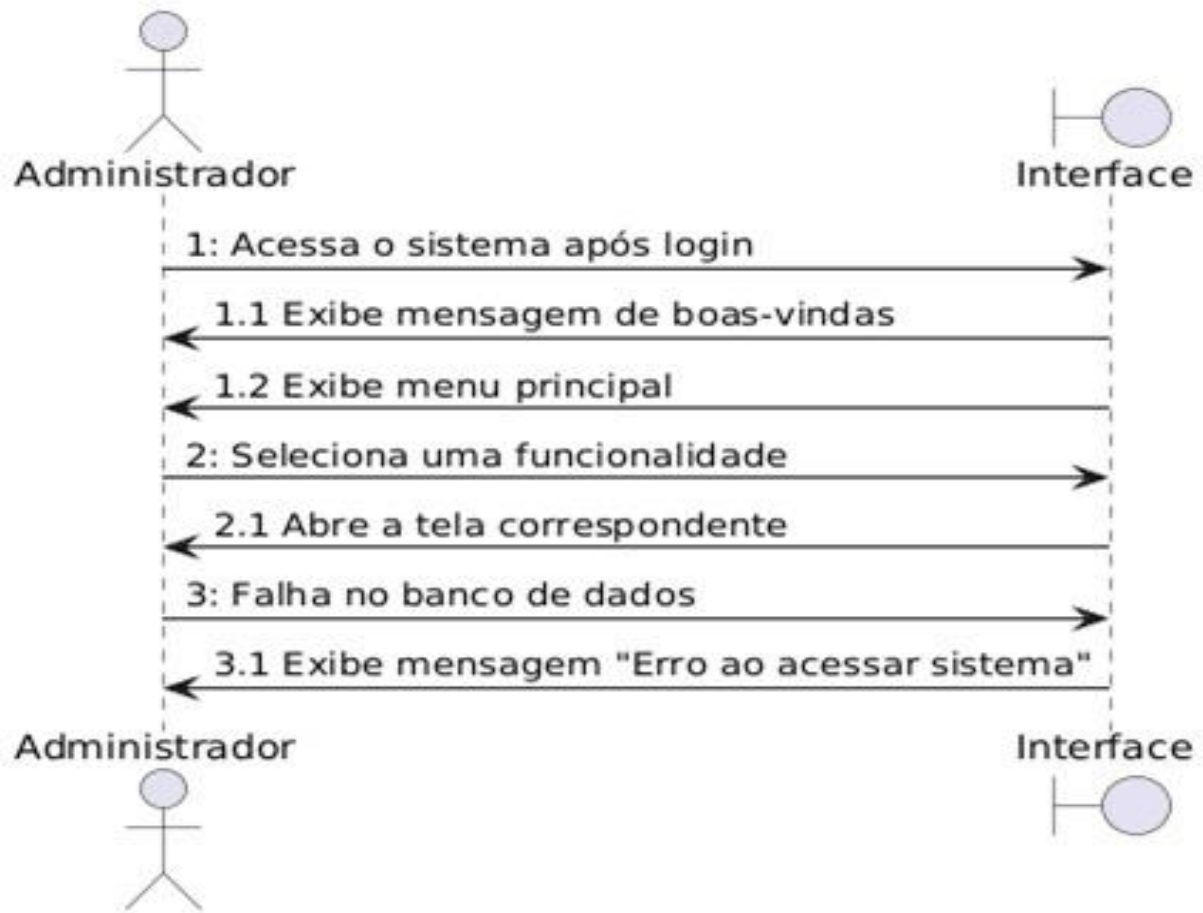 Administrador
Interface
1: Acessa o sistema após login
1.1 Exibe mensagem de boas-vindas
1.2 Exibe menu principal
2: Seleciona uma funcionalidade
2.1 Abre a tela correspondente
3: Falha no banco de dados
3.1 Exibe mensagem "Erro ao acessar sistema"
Administrador
Interface